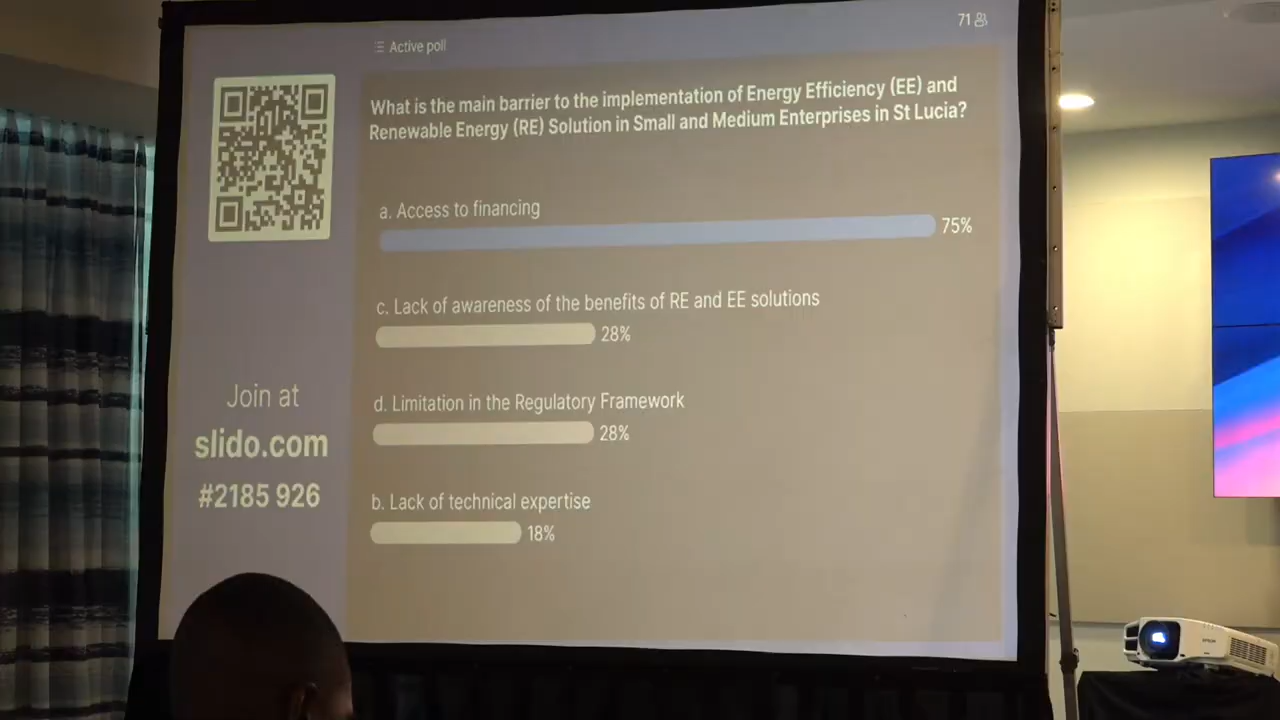 71
Active poll
What is the main barrier to the implementation of Energy Efficiency (EE) and
Renewable Energy (RE) Solution in Small and Medium Enterprises in St Lucia?
a. Access to financing
75%
c. Lack of awareness of the benefits of RE and EE solutions
28%
d. Limitation in the Regulatory Framework
28%
b. Lack of technical expertise
18%
Join at
slido.com
#2185 926
EPSON